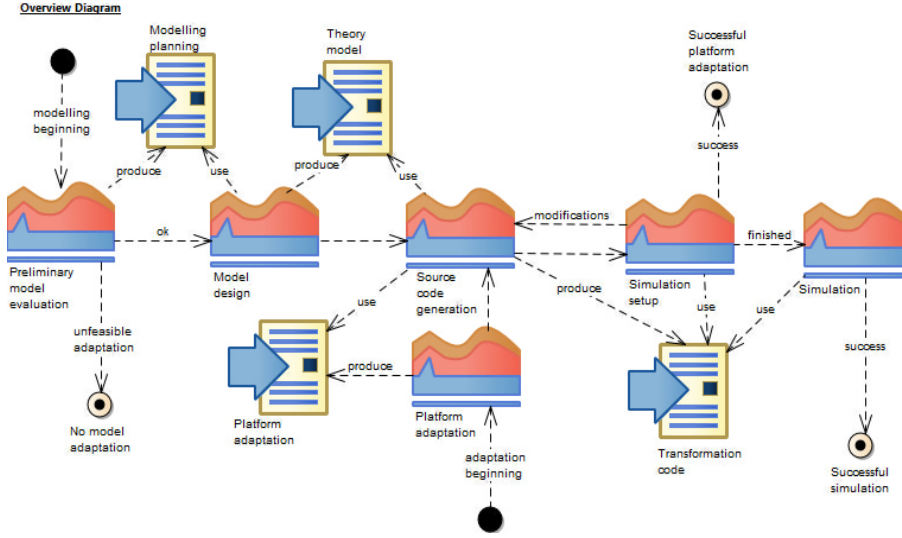 Overview Diagram
Modelling
planning
Theory
model
Successful
platform
adaptation
modelling
beginning
produce
use
produce
use
success
ok
modifications
finished
Preliminary
model
evaluation
Model
design
Source
code
generation
Simulation
setup
Simulation
unfeasible
adaptation
use
produce
use
use
success
produce
No model
adaptation
Platform
adaptation
Platform
adaptation
adaptation
beginning
Transformation
code
Successful
simulation